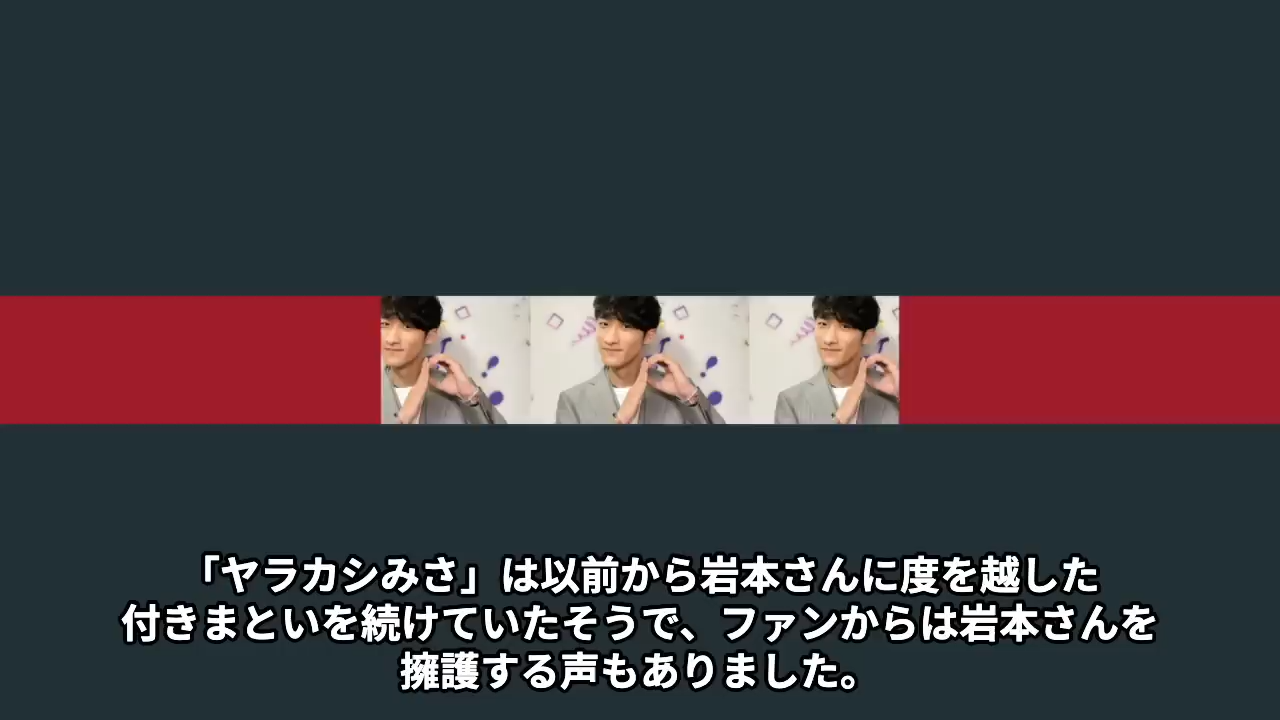 「ヤラカシみさ」は以前から岩本さんに度を越した
付きまといを続けていたそうで、ファンからは岩本さんを
擁護する声もありました。